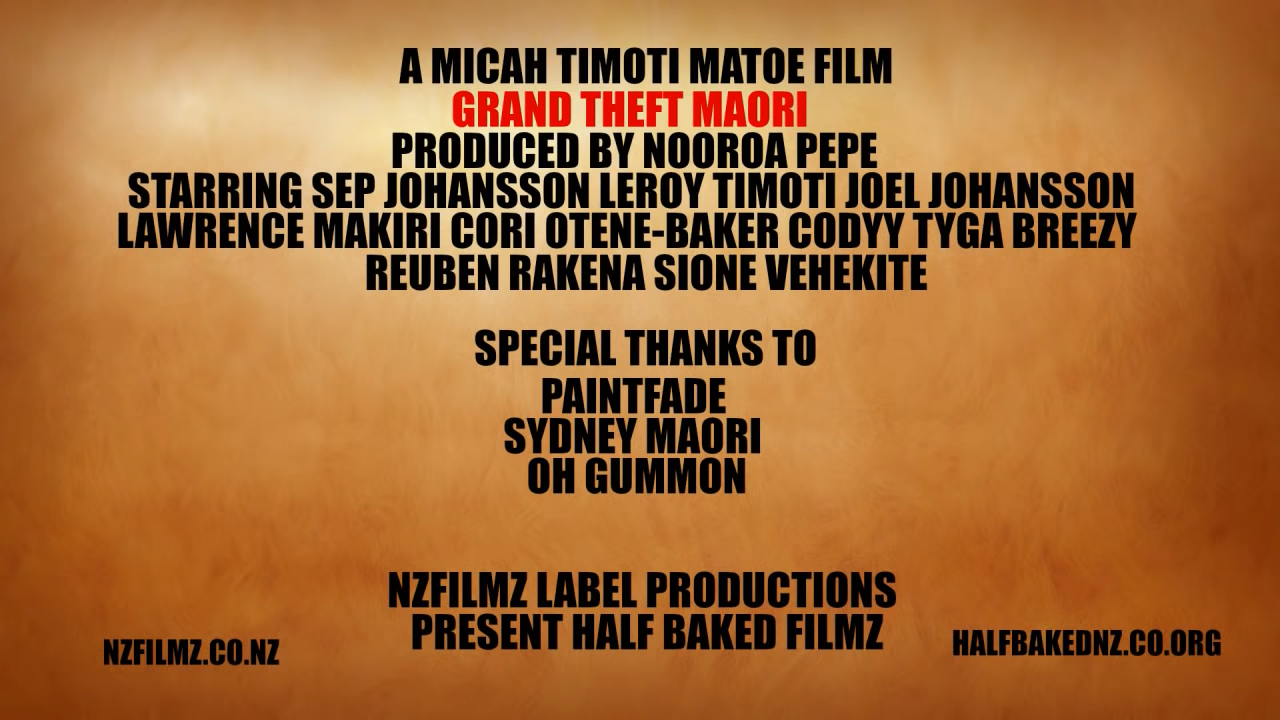 A MICAH TIMOTI MATOE FILM
GRAND THEFT MAORI
PRODUCED BY NOOROA PEPE
STARRING SEP JOHANSSON LEROY TIMOTI JOEL JOHANSSON
LAWRENCE MAKIRI CORI OTENE-BAKER CODYY TYGA BREEZY
REUBEN RAKENA SIONE VEHEKITE
SPECIAL THANKS TO
PAINTFADE
SYDNEY MAORI
OH GUMMON
NZFILMZ LABEL PRODUCTIONS
PRESENT HALF BAKED FILMZ
NZFILMZ.CO.NZ
HALFBAKEDNZ.CO.ORG